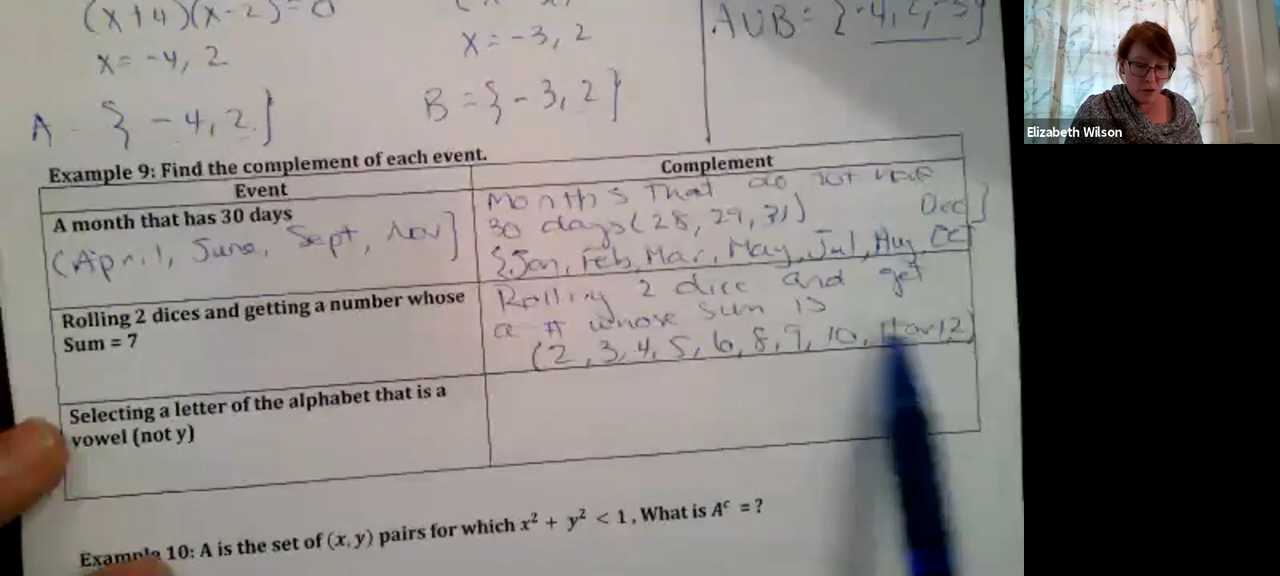 (x+4)(x-2)=0
x=-4, 2
x=-3, 2
A∪B= {-4, 2, -3}
A = {-4, 2}
B = {-3, 2}
Elizabeth Wilson
Example 9: Find the complement of each event.
Event
Complement
A month that has 30 days
(April, June, Sept, Nov}
Months That do not have
30 days (28, 29, 31)
{Jan, Feb, Mar, May, Jul, Aug, Oct
Dec}
Rolling 2 dices and getting a number whose
Sum = 7
Rolling 2 dice and get
a # whose sum is
(2, 3, 4, 5, 6, 8, 9, 10, 11 or 12)
Selecting a letter of the alphabet that is a
vowel (not y)
Example 10: A is the set of (x, y) pairs for which x² + y² < 1, What is Aᶜ = ?